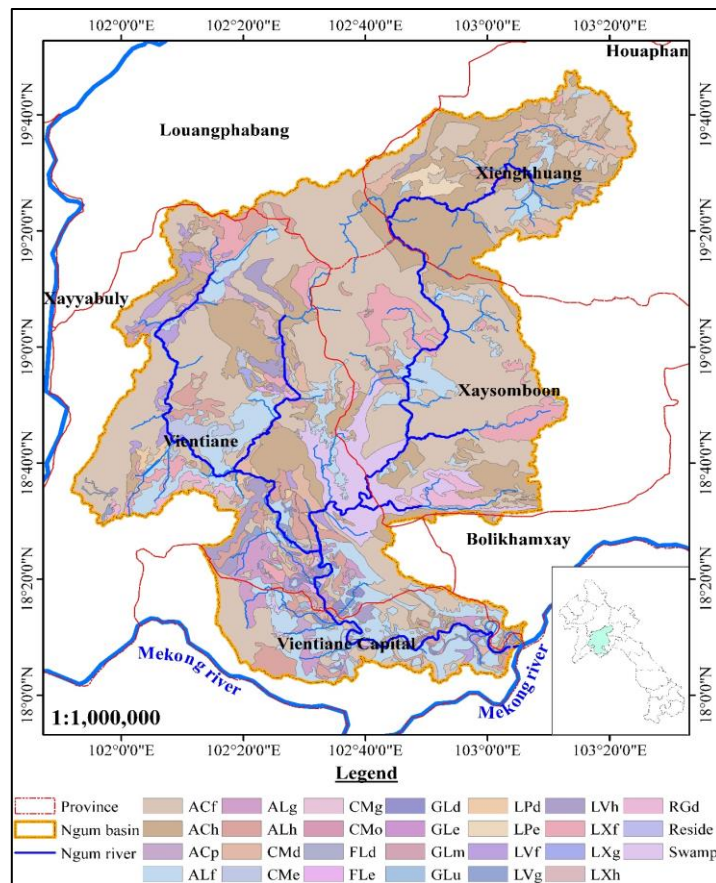 102°0'0"E 102°20'0"E 102°40'0"E 103°0'0"E 103°20'0"E
Houaphan
19°40'0"N 19°40'0"N
Louangphabang
Xiengkhuang
19°20'0"N 19°20'0"N
Xayyabuly
19°0'0"N 19°0'0"N
Xaysomboon
Vientiane
18°40'0"N 18°40'0"N
Bolikhamxay
18°20'0"N 18°20'0"N
Vientiane Capital
Mekong river
Mekong river
18°0'0"N 18°0'0"N
1:1,000,000
102°0'0"E 102°20'0"E 102°40'0"E 103°0'0"E 103°20'0"E
Legend
Province ACf ALg CMg GLd LPd LVh RGd
Ngum basin ACh ALh CMo GLe LPe LXf Reside
Ngum river ACp CMd FLd GLm LVf LXg Swamp
ALf CMe FLe GLu LVg LXh